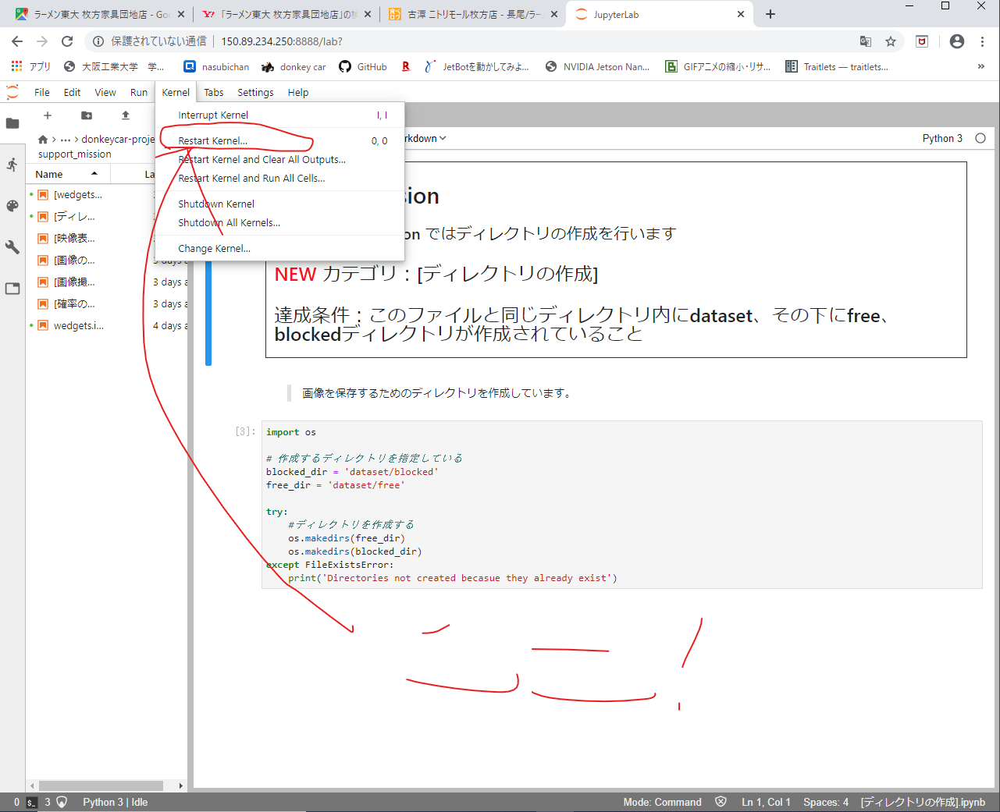 ラーメン東大 枚方家具団地店 - Goo
「ラーメン東大 枚方家具団地店」の検
古潭 ニトリモール枚方店 - 長尾/ラー
JupyterLab
保護されていない通信 | 150.89.234.250:8888/lab?
アプリ
大阪工業大学 学...
nasubichan
donkey car
GitHub
JetBotを動かしてみよ...
NVIDIA Jetson Nan...
GIFアニメの縮小・リサ...
Traitlets — traitlets...
»
File Edit View Run Kernel Tabs Settings Help
Interrupt Kernel I, I
Restart Kernel... 0, 0
Restart Kernel and Clear All Outputs...
Restart Kernel and Run All Cells...
Shutdown Kernel
Shutdown All Kernels...
Change Kernel...
> ... > donkeycar-proje
support_mission
Name La
[wedgets...
[ディレ...
[映像表...
[画像の... 3 days a
[画像撮... 3 days a
[確率の... 3 days a
wedgets.i... 4 days a
rkdown
Python 3
sion
on ではディレクトリの作成を行います
NEW カテゴリ：[ディレクトリの作成]
達成条件：このファイルと同じディレクトリ内にdataset、その下にfree、
blockedディレクトリが作成されていること
画像を保存するためのディレクトリを作成しています。
[3]:
import os
# 作成するディレクトリを指定している
blocked_dir = 'dataset/blocked'
free_dir = 'dataset/free'
try:
#ディレクトリを作成する
os.makedirs(free_dir)
os.makedirs(blocked_dir)
except FileExistsError:
print('Directories not created becasue they already exist')
ここ!
0 3 Python 3 | Idle
Mode: Command Ln 1, Col 1 Spaces: 4 [ディレクトリの作成].ipynb